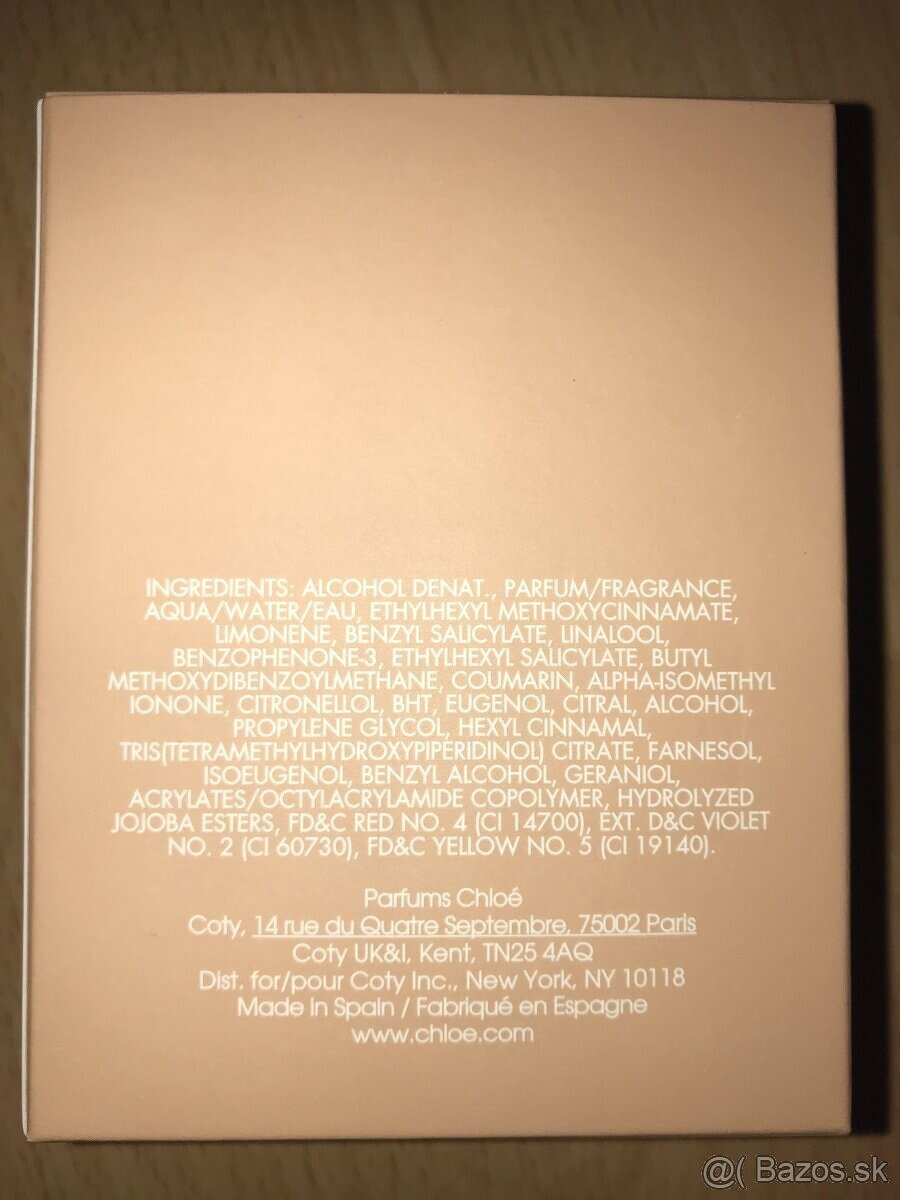 INGREDIENTS: ALCOHOL DENAT., PARFUM/FRAGRANCE,
AQUA/WATER/EAU, ETHYLHEXYL METHOXYCINNAMATE,
LIMONENE, BENZYL SALICYLATE, LINALOOL,
BENZOPHENONE-3, ETHYLHEXYL SALICYLATE, BUTYL
METHOXYDIBENZOYLMETHANE, COUMARIN, ALPHA-ISOMETHYL
IONONE, CITRONELLOL, BHT, EUGENOL, CITRAL, ALCOHOL,
PROPYLENE GLYCOL, HEXYL CINNAMAL,
TRIS(TETRAMETHYLHYDROXYPIPERIDINOL) CITRATE, FARNESOL,
ISOEUGENOL, BENZYL ALCOHOL, GERANIOL,
ACRYLATES/OCTYLACRYLAMIDE COPOLYMER, HYDROLYZED
JOJOBA ESTERS, FD&C RED NO. 4 (CI 14700), EXT. D&C VIOLET
NO. 2 (CI 60730), FD&C YELLOW NO. 5 (CI 19140).
Parfums Chloé
Coty, 14 rue du Quatre Septembre, 75002 Paris
Coty UK&I, Kent, TN25 4AQ
Dist. for/pour Coty Inc., New York, NY 10118
Made in Spain / Fabriqué en Espagne
www.chloe.com
@( Bazos.sk